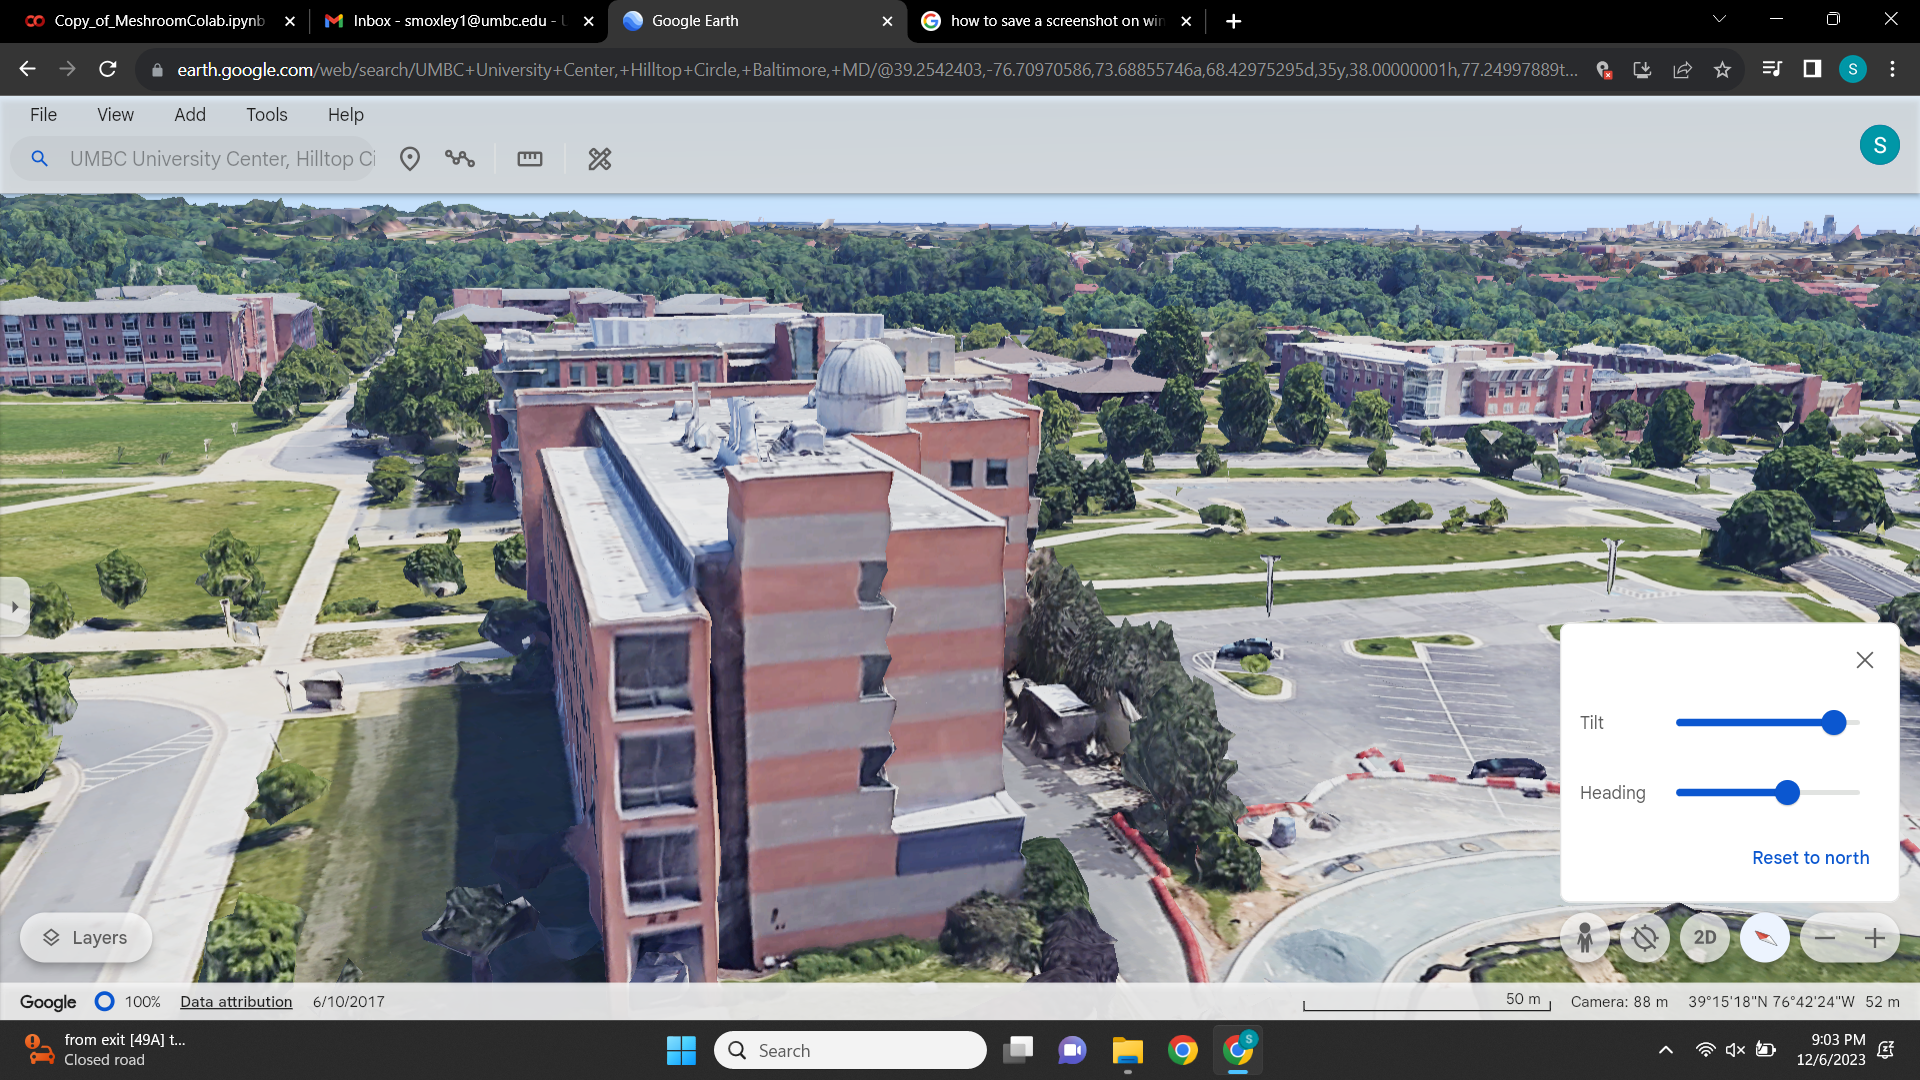 Copy_of_MeshroomColab.ipynb
Inbox - smoxley1@umbc.edu - U
Google Earth
how to save a screenshot on win
earth.google.com/web/search/UMBC+University+Center,+Hilltop+Circle,+Baltimore,+MD/@39.2542403,-76.70970586,73.68855746a,68.42975295d,35y,38.00000001h,77.24997889t...
S
File View Add Tools Help
UMBC University Center, Hilltop Ci
S
Tilt
Heading
Reset to north
Layers
2D
Google 100% Data attribution 6/10/2017
50 m Camera: 88 m 39°15'18"N 76°42'24"W 52 m
from exit [49A] t...
Closed road
Search
S
9:03 PM
12/6/2023